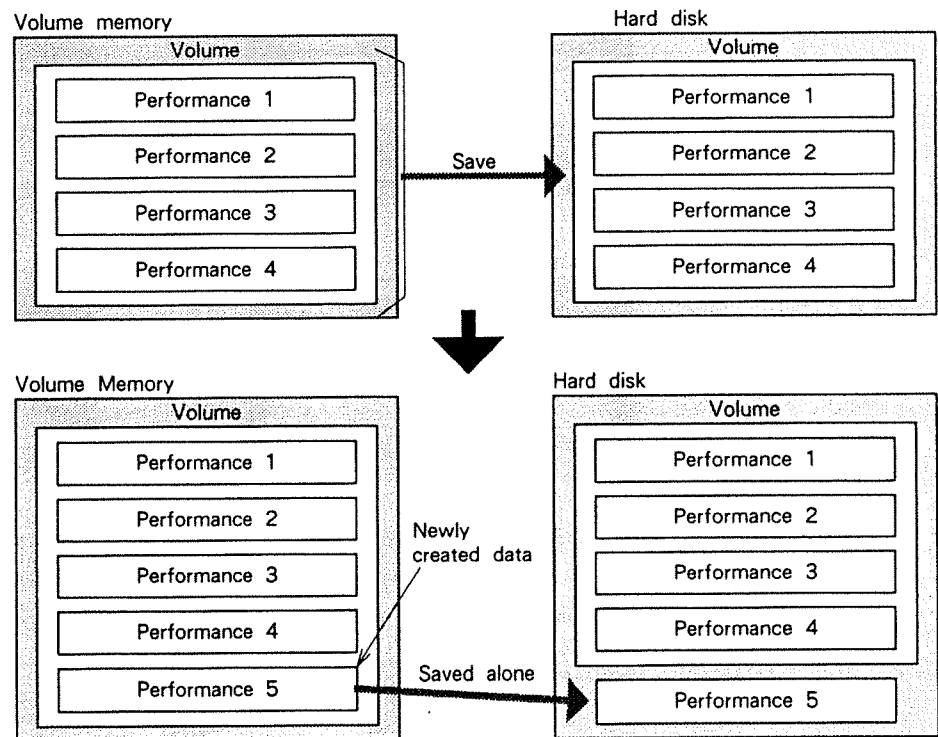 Volume memory
Volume
Performance 1
Performance 2
Performance 3
Performance 4
Save
Hard disk
Volume
Performance 1
Performance 2
Performance 3
Performance 4
Volume Memory
Volume
Performance 1
Performance 2
Performance 3
Performance 4
Performance 5
Newly
created data
Saved alone
Hard disk
Volume
Performance 1
Performance 2
Performance 3
Performance 4
Performance 5